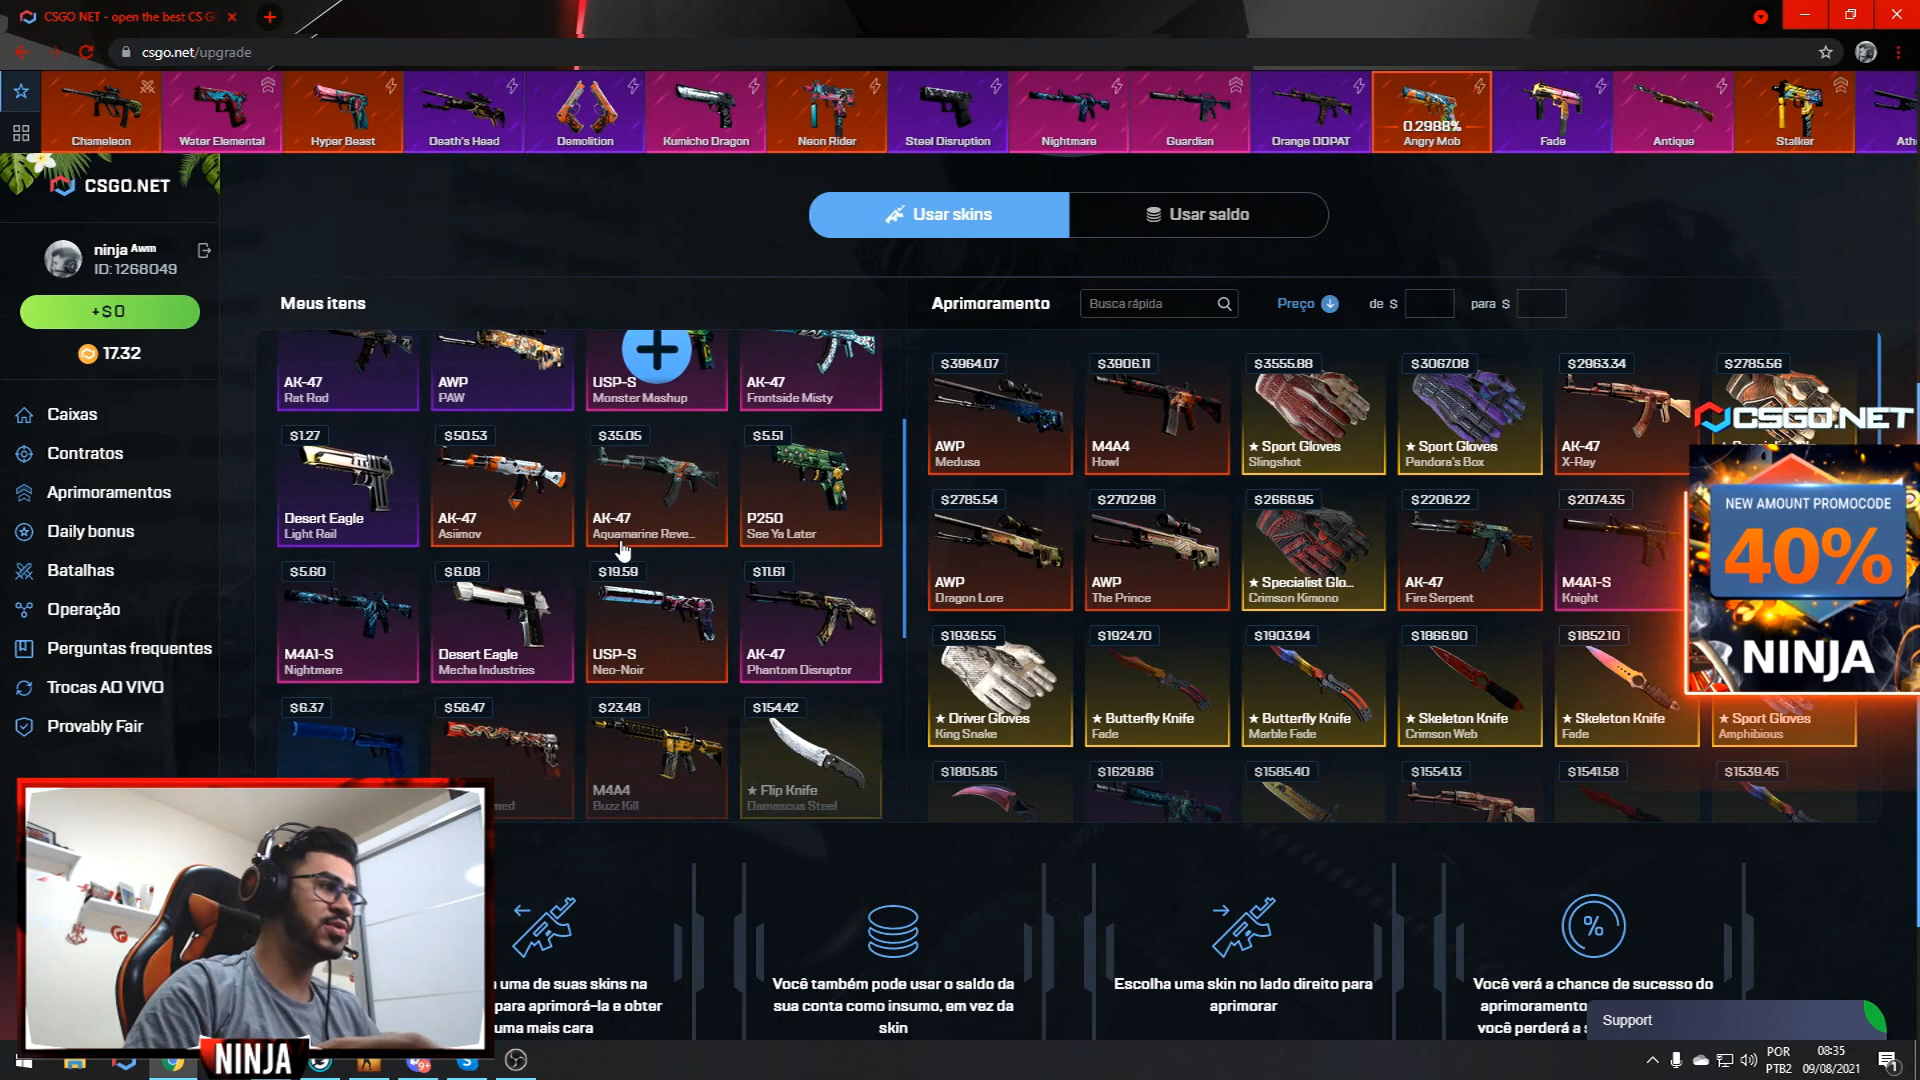 CSGO NET - open the best CS G
csgo.net/upgrade
Chameleon
Water Elemental
Hyper Beast
Death's Head
Demolition
Kumicho Dragon
Neon Rider
Steel Disruption
Nightmare
Guardian
Orange DDPAT
0.2988%
Angry Mob
Fade
Antique
Stalker
Ath
CSGO.NET
ninja Awm
ID: 1268049
+$ 0
17.32
Caixas
Contratos
Aprimoramentos
Daily bonus
Batalhas
Operação
Perguntas frequentes
Trocas AO VIVO
Provably Fair
Usar skins
Usar saldo
Meus itens
AK-47
Rat Rod
AWP
PAW
USP-S
Monster Mashup
AK-47
Frontside Misty
$1.27
Desert Eagle
Light Rail
$50.53
AK-47
Asiimov
$35.05
AK-47
Aquamarine Reve...
$5.51
P250
See Ya Later
$5.60
M4A1-S
Nightmare
$6.08
Desert Eagle
Mecha Industries
$19.59
USP-S
Neo-Noir
$11.61
AK-47
Phantom Disruptor
$6.37
$56.47
med
$23.48
M4A4
Buzz Kill
$154.42
★ Flip Knife
Damascus Steel
Aprimoramento
Busca rápida
Preço
de $
para $
$3964.07
AWP
Medusa
$3906.11
M4A4
Howl
$3555.88
★ Sport Gloves
Slingshot
$3067.08
★ Sport Gloves
Pandora's Box
$2963.34
AK-47
X-Ray
$2785.56
$2785.54
AWP
Dragon Lore
$2702.98
AWP
The Prince
$2666.95
★ Specialist Glo...
Crimson Kimono
$2206.22
AK-47
Fire Serpent
$2074.35
M4A1-S
Knight
$1936.55
★ Driver Gloves
King Snake
$1924.70
★ Butterfly Knife
Fade
$1903.94
★ Butterfly Knife
Marble Fade
$1866.90
★ Skeleton Knife
Crimson Web
$1852.10
★ Skeleton Knife
Fade
★ Sport Gloves
Amphibious
$1805.85
$1629.86
$1585.40
$1554.13
$1541.58
$1539.45
CSGO.NET
NEW AMOUNT PROMOCODE
40%
NINJA
uma de suas skins na
para aprimorá-la e obter
uma mais cara
Você também pode usar o saldo da
sua conta como insumo, em vez da
skin
Escolha uma skin no lado direito para
aprimorar
Você verá a chance de sucesso do
aprimoramento
você perderá a s
Support
NINJA
9+
POR
PTB2
08:35
09/08/2021
1